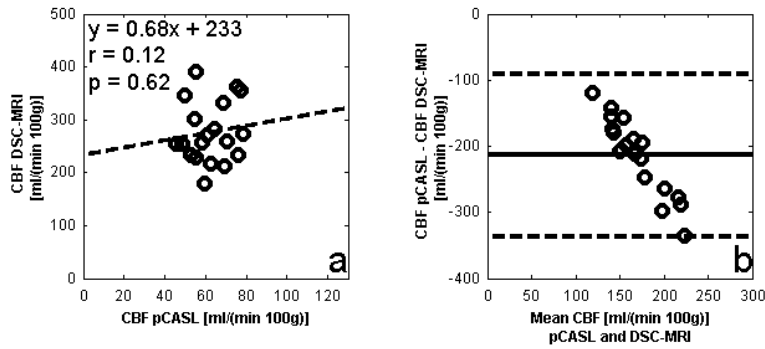 500
400
300
200
100
0
CBF DSC-MRI
[ml/(min 100g)]
y = 0.68x + 233
r = 0.12
p = 0.62
a
0 20 40 60 80 100 120
CBF pCASL [ml/(min 100g)]
0
-100
-200
-300
-400
CBF pCASL - CBF DSC-MRI
[ml/(min 100g)]
b
0 50 100 150 200 250 300
Mean CBF [ml/(min 100g)]
pCASL and DSC-MRI